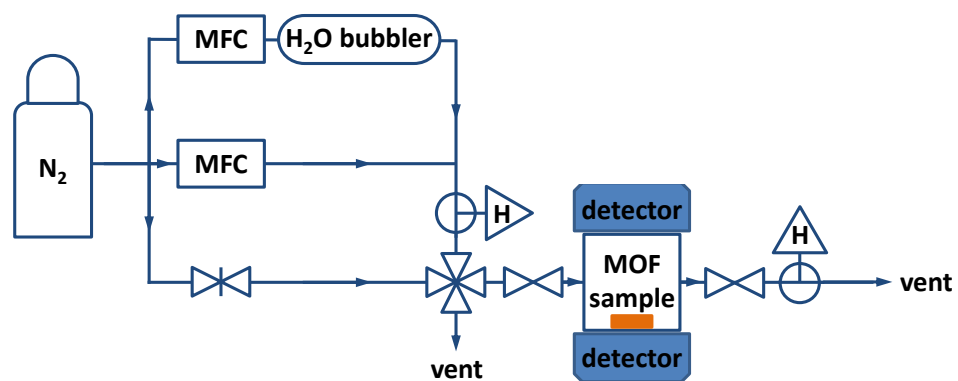 MFC
H₂O bubbler
N₂
MFC
H
detector
H
MOF
sample
vent
detector
vent